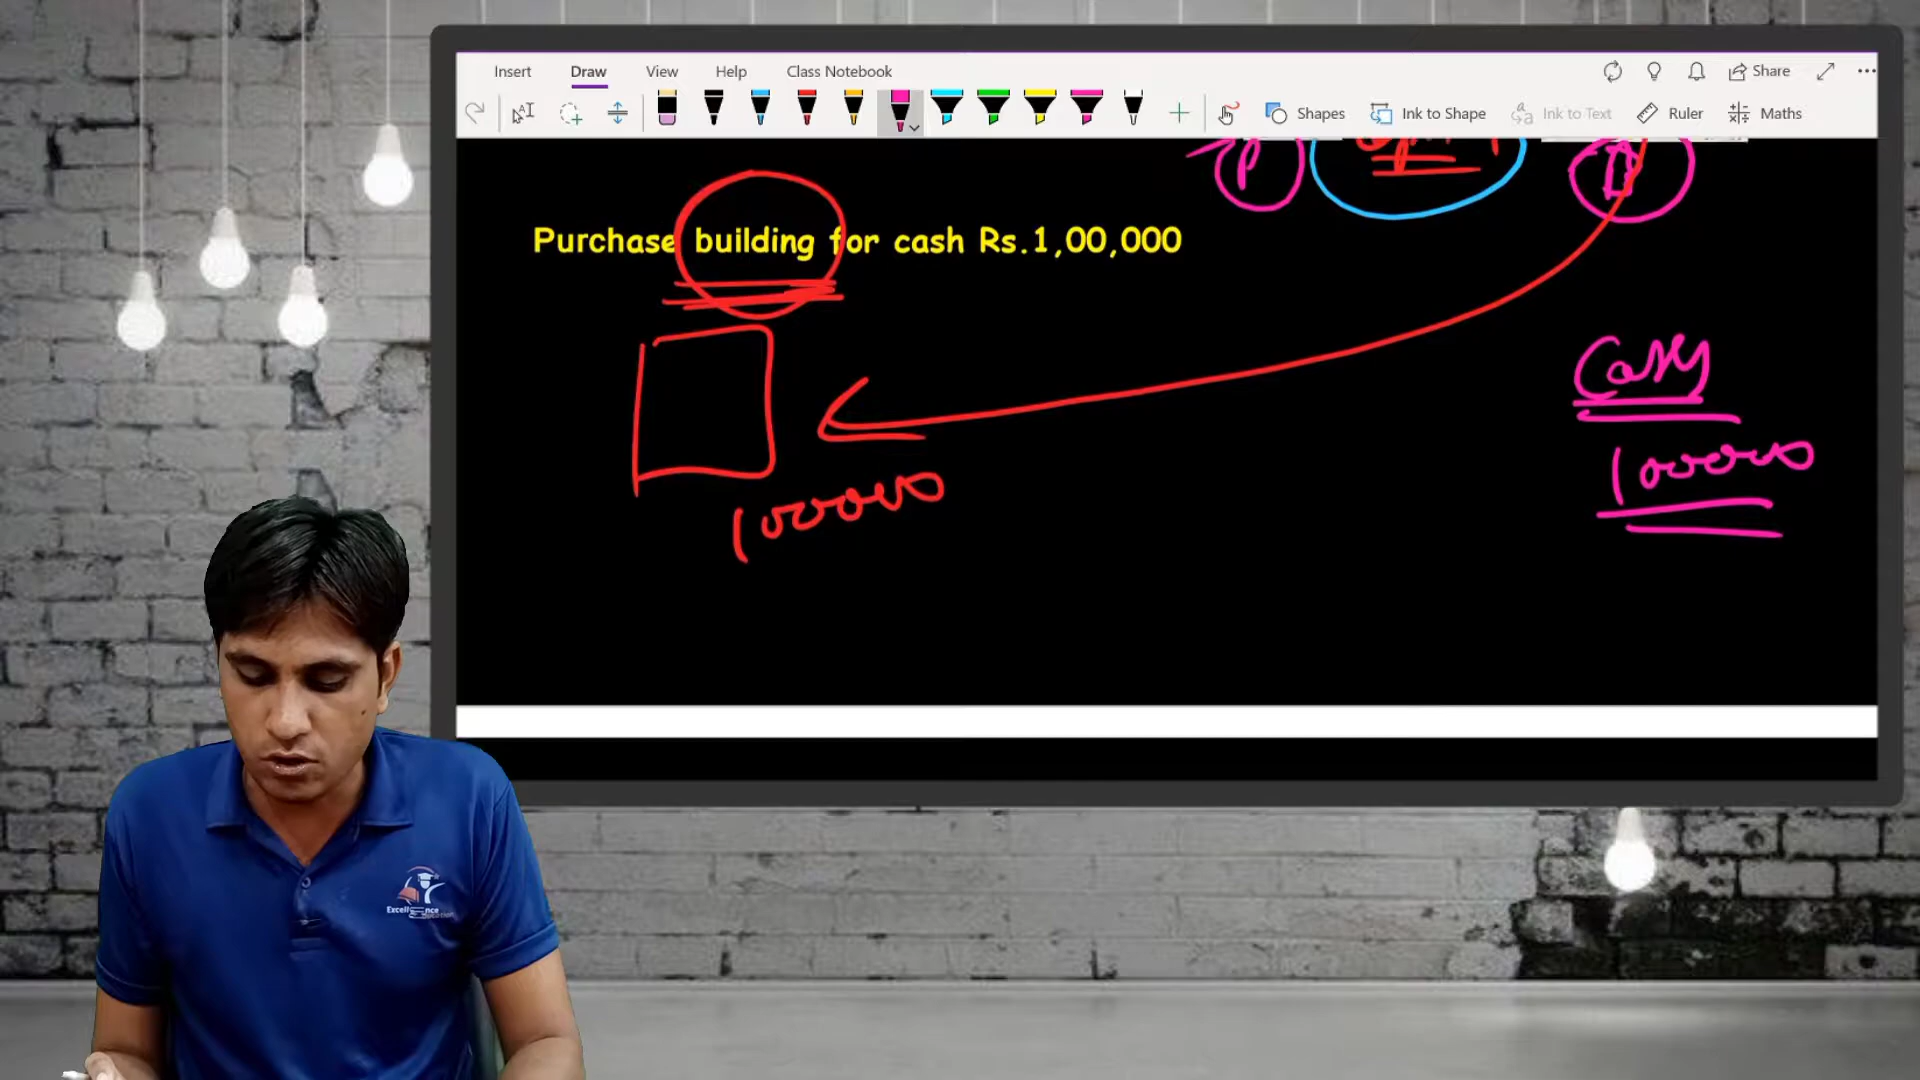 Insert Draw View Help Class Notebook Share
Shapes Ink to Shape Ink to Text Ruler Maths
P
Purchase building for cash Rs.1,00,000
Cash
100000
100000